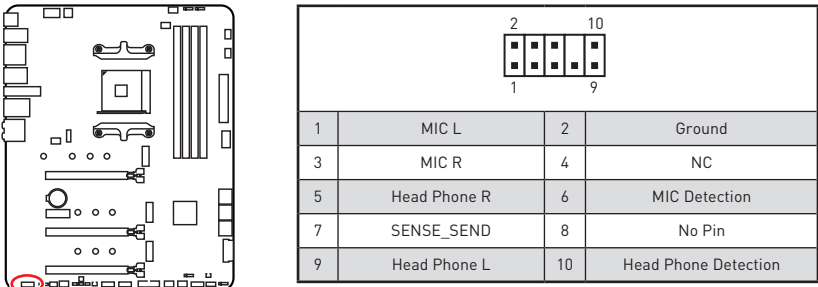 2 10
1 9
1 MIC L 2 Ground
3 MIC R 4 NC
5 Head Phone R 6 MIC Detection
7 SENSE_SEND 8 No Pin
9 Head Phone L 10 Head Phone Detection